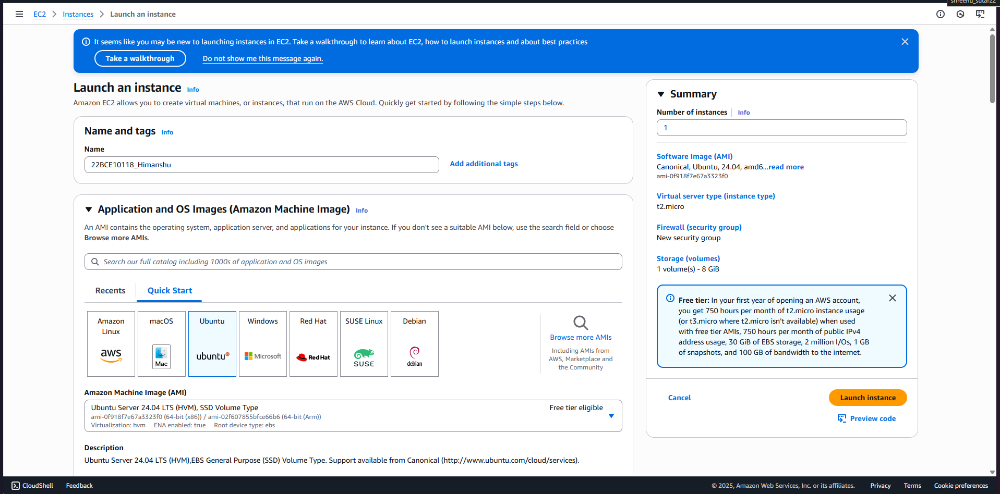 shreenu_sutar22
EC2 > Instances > Launch an instance
It seems like you may be new to launching instances in EC2. Take a walkthrough to learn about EC2, how to launch instances and about best practices
Take a walkthrough
Do not show me this message again.
Launch an instance Info
Amazon EC2 allows you to create virtual machines, or instances, that run on the AWS Cloud. Quickly get started by following the simple steps below.
Name and tags Info
Name
22BCE10118_Himanshu
Add additional tags
Application and OS Images (Amazon Machine Image) Info
An AMI contains the operating system, application server, and applications for your instance. If you don't see a suitable AMI below, use the search field or choose
Browse more AMIs.
Search our full catalog including 1000s of application and OS images
Recents
Quick Start
Amazon
Linux
aws
macOS
Mac
Ubuntu
ubuntu
Windows
Microsoft
Red Hat
Red Hat
SUSE Linux
SUSE
Debian
debian
Browse more AMIs
Including AMIs from
AWS, Marketplace and
the Community
Amazon Machine Image (AMI)
Ubuntu Server 24.04 LTS (HVM), SSD Volume Type
Free tier eligible
ami-0f918f7e67a3323f0 (64-bit (x86)) / ami-02f607855bfce66b6 (64-bit (Arm))
Virtualization: hvm ENA enabled: true Root device type: ebs
Description
Ubuntu Server 24.04 LTS (HVM),EBS General Purpose (SSD) Volume Type. Support available from Canonical (http://www.ubuntu.com/cloud/services).
Summary
Number of instances Info
1
Software Image (AMI)
Canonical, Ubuntu, 24.04, amd6...read more
ami-0f918f7e67a3323f0
Virtual server type (instance type)
t2.micro
Firewall (security group)
New security group
Storage (volumes)
1 volume(s) - 8 GiB
Free tier: In your first year of opening an AWS account,
you get 750 hours per month of t2.micro instance usage
(or t3.micro where t2.micro isn't available) when used
with free tier AMIs, 750 hours per month of public IPv4
address usage, 30 GiB of EBS storage, 2 million I/Os, 1 GB
of snapshots, and 100 GB of bandwidth to the internet.
Cancel
Launch instance
Preview code
CloudShell
Feedback
© 2025, Amazon Web Services, Inc. or its affiliates.
Privacy
Terms
Cookie preferences